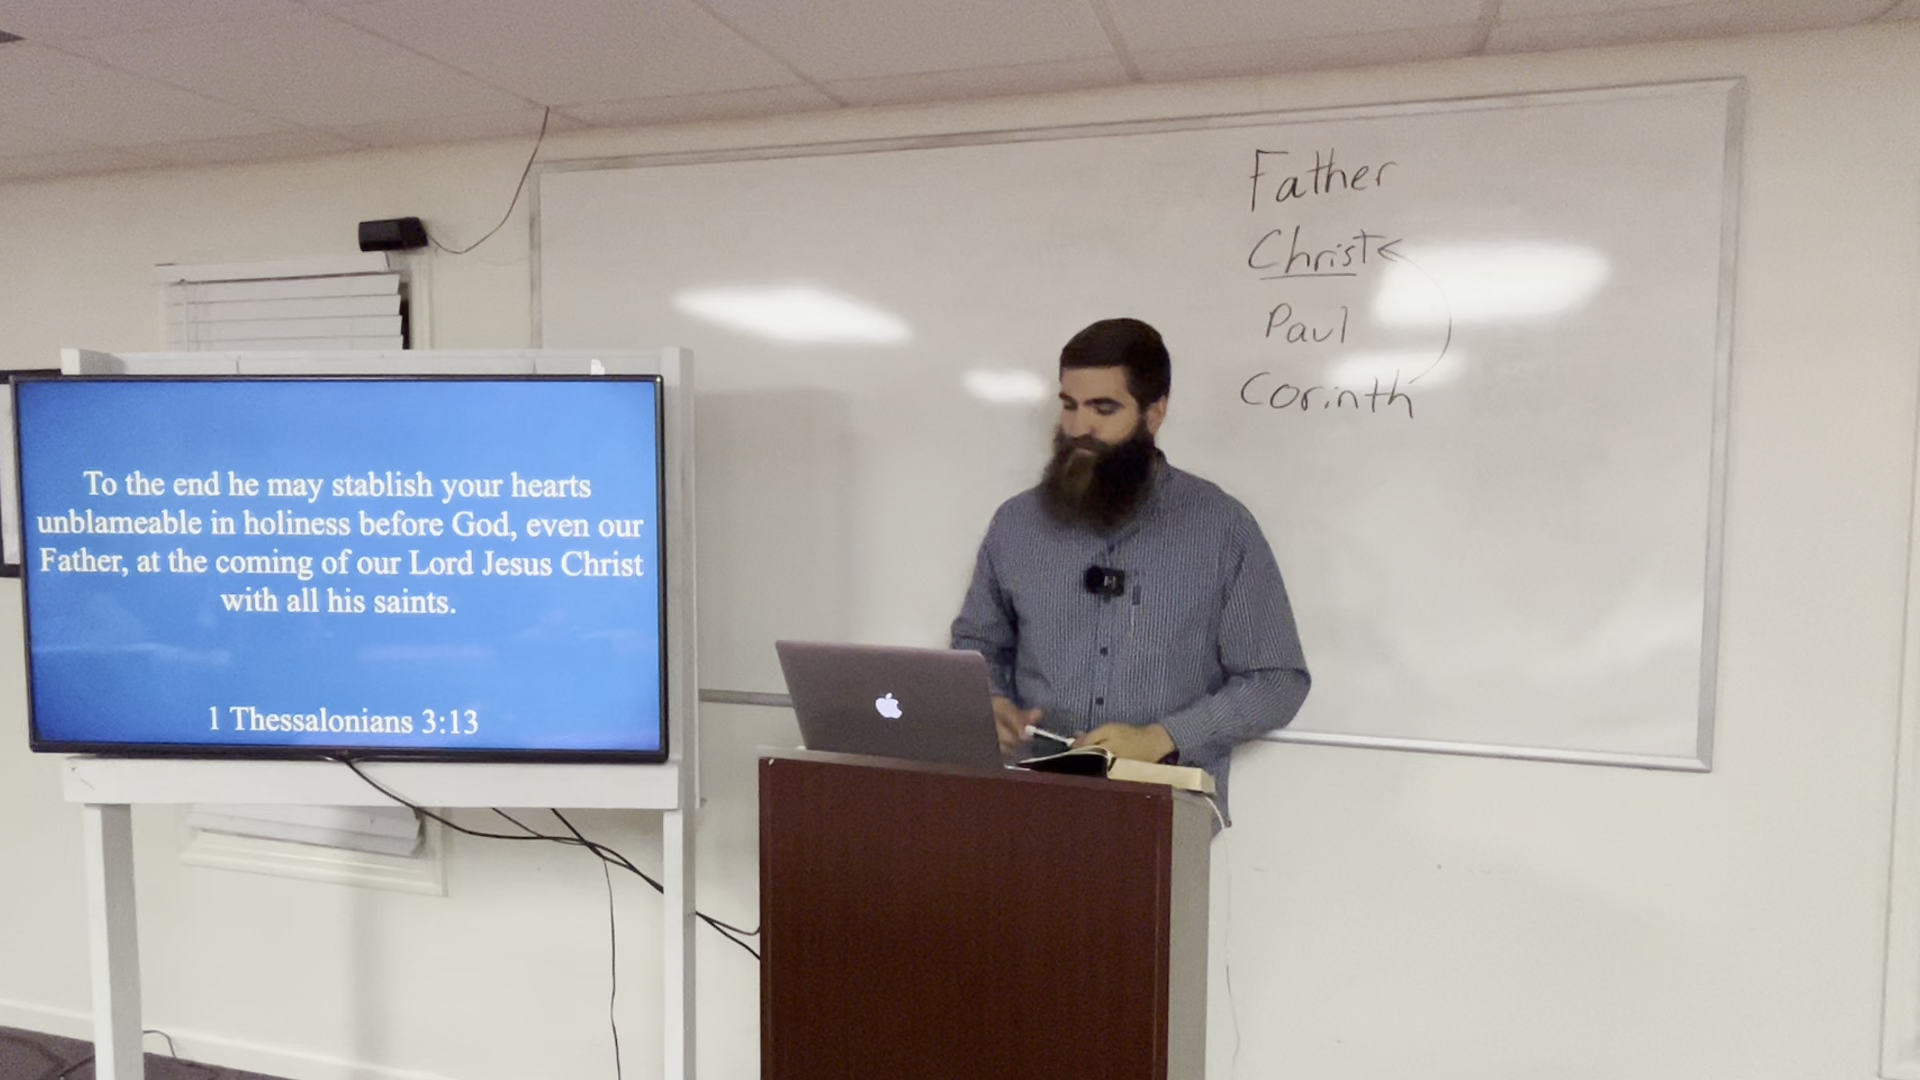 To the end he may stablish your hearts
unblameable in holiness before God, even our
Father, at the coming of our Lord Jesus Christ
with all his saints.
1 Thessalonians 3:13
Father
Christ
Paul
Corinth